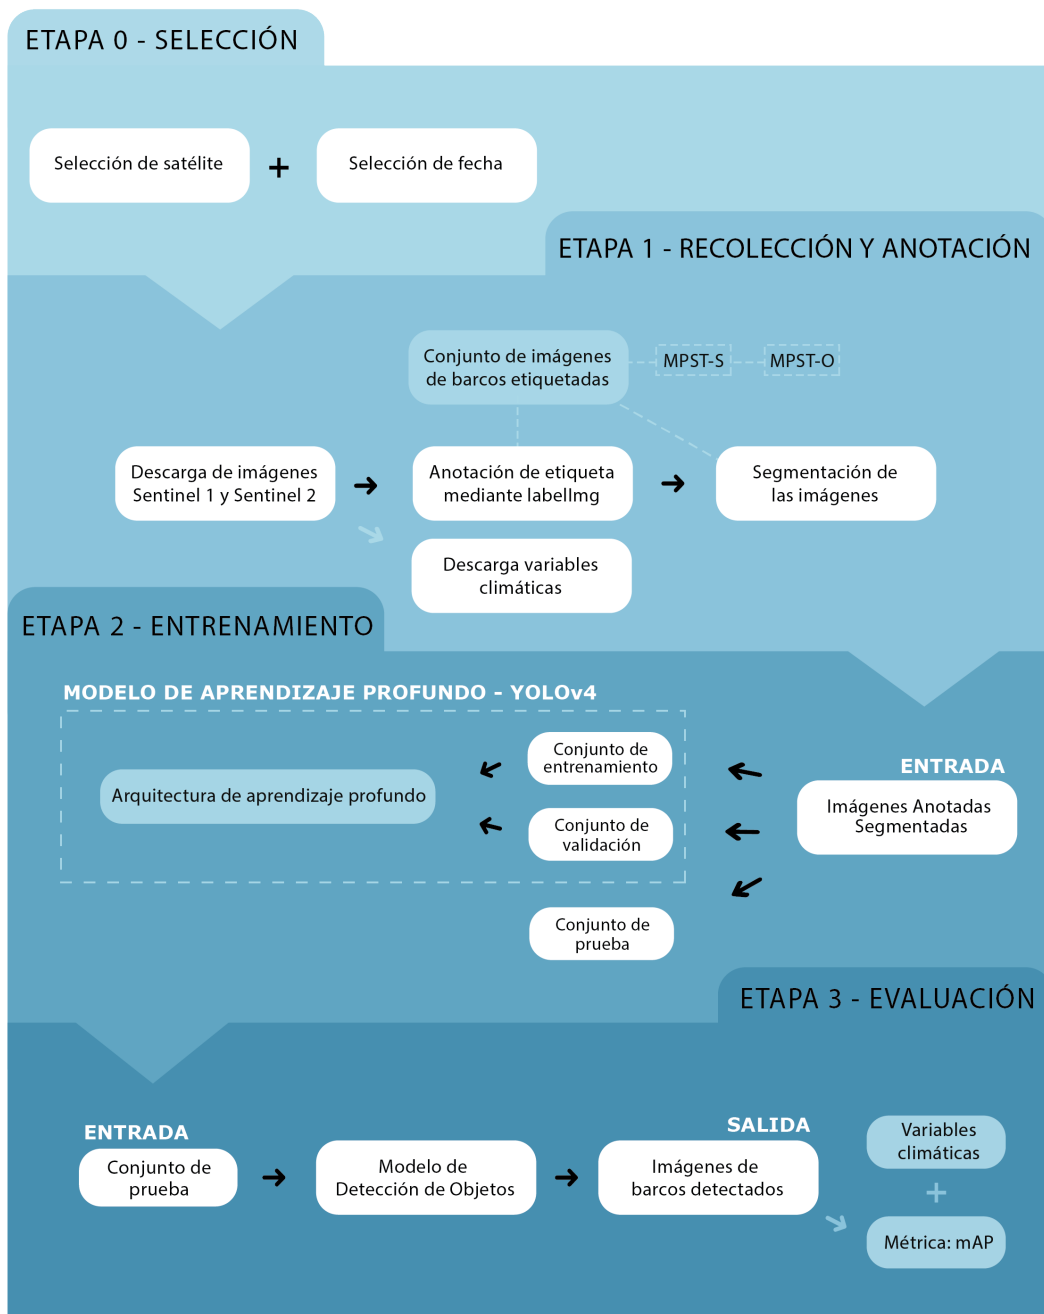 ETAPA 0 - SELECCIÓN
Selección de satélite
+
Selección de fecha
ETAPA 1 - RECOLECCIÓN Y ANOTACIÓN
Conjunto de imágenes
de barcos etiquetadas
MPST-S
MPST-O
Descarga de imágenes
Sentinel 1 y Sentinel 2
Anotación de etiqueta
mediante labelImg
Segmentación de
las imágenes
Descarga variables
climáticas
ETAPA 2 - ENTRENAMIENTO
MODELO DE APRENDIZAJE PROFUNDO - YOLOv4
Arquitectura de aprendizaje profundo
Conjunto de
entrenamiento
Conjunto de
validación
Conjunto de
prueba
ENTRADA
Imágenes Anotadas
Segmentadas
ETAPA 3 - EVALUACIÓN
ENTRADA
Conjunto de
prueba
Modelo de
Detección de Objetos
SALIDA
Imágenes de
barcos detectados
Variables
climáticas
+
Métrica: mAP